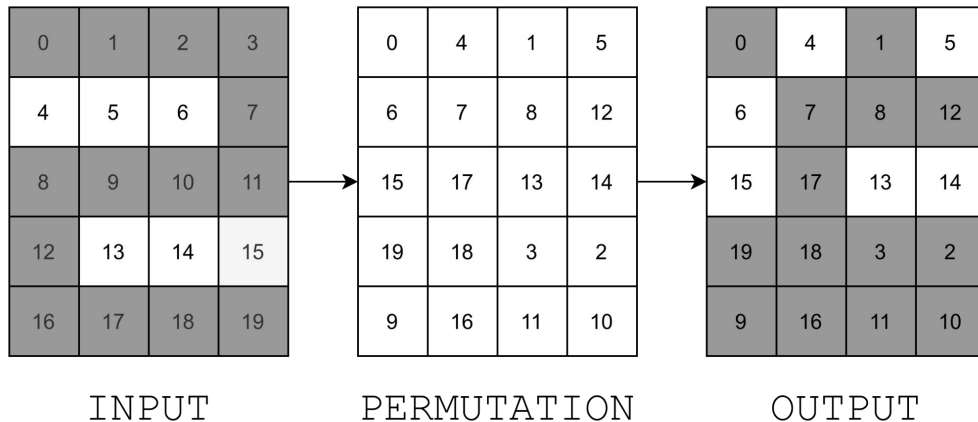 0 1 2 3 0 4 1 5 0 4 1 5
4 5 6 7 6 7 8 12 6 7 8 12
8 9 10 11 15 17 13 14 15 17 13 14
12 13 14 15 19 18 3 2 19 18 3 2
16 17 18 19 9 16 11 10 9 16 11 10
INPUT PERMUTATION OUTPUT